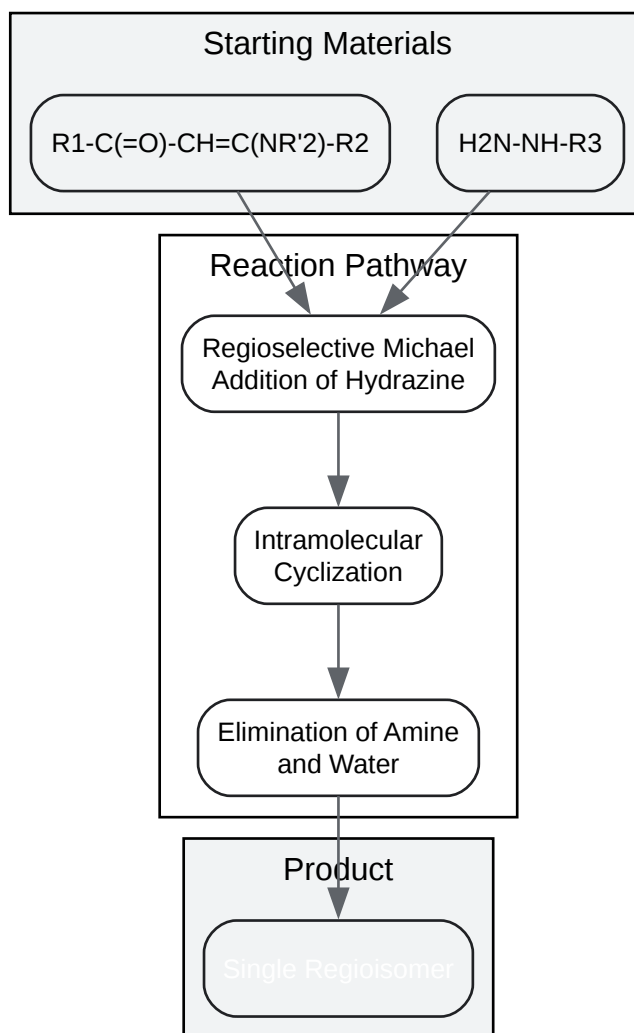 Starting Materials
R1-C(=O)-CH=C(NR'2)-R2
H2N-NH-R3
Reaction Pathway
Regioselective Michael
Addition of Hydrazine
Intramolecular
Cyclization
Elimination of Amine
and Water
Product
Single Regioisomer